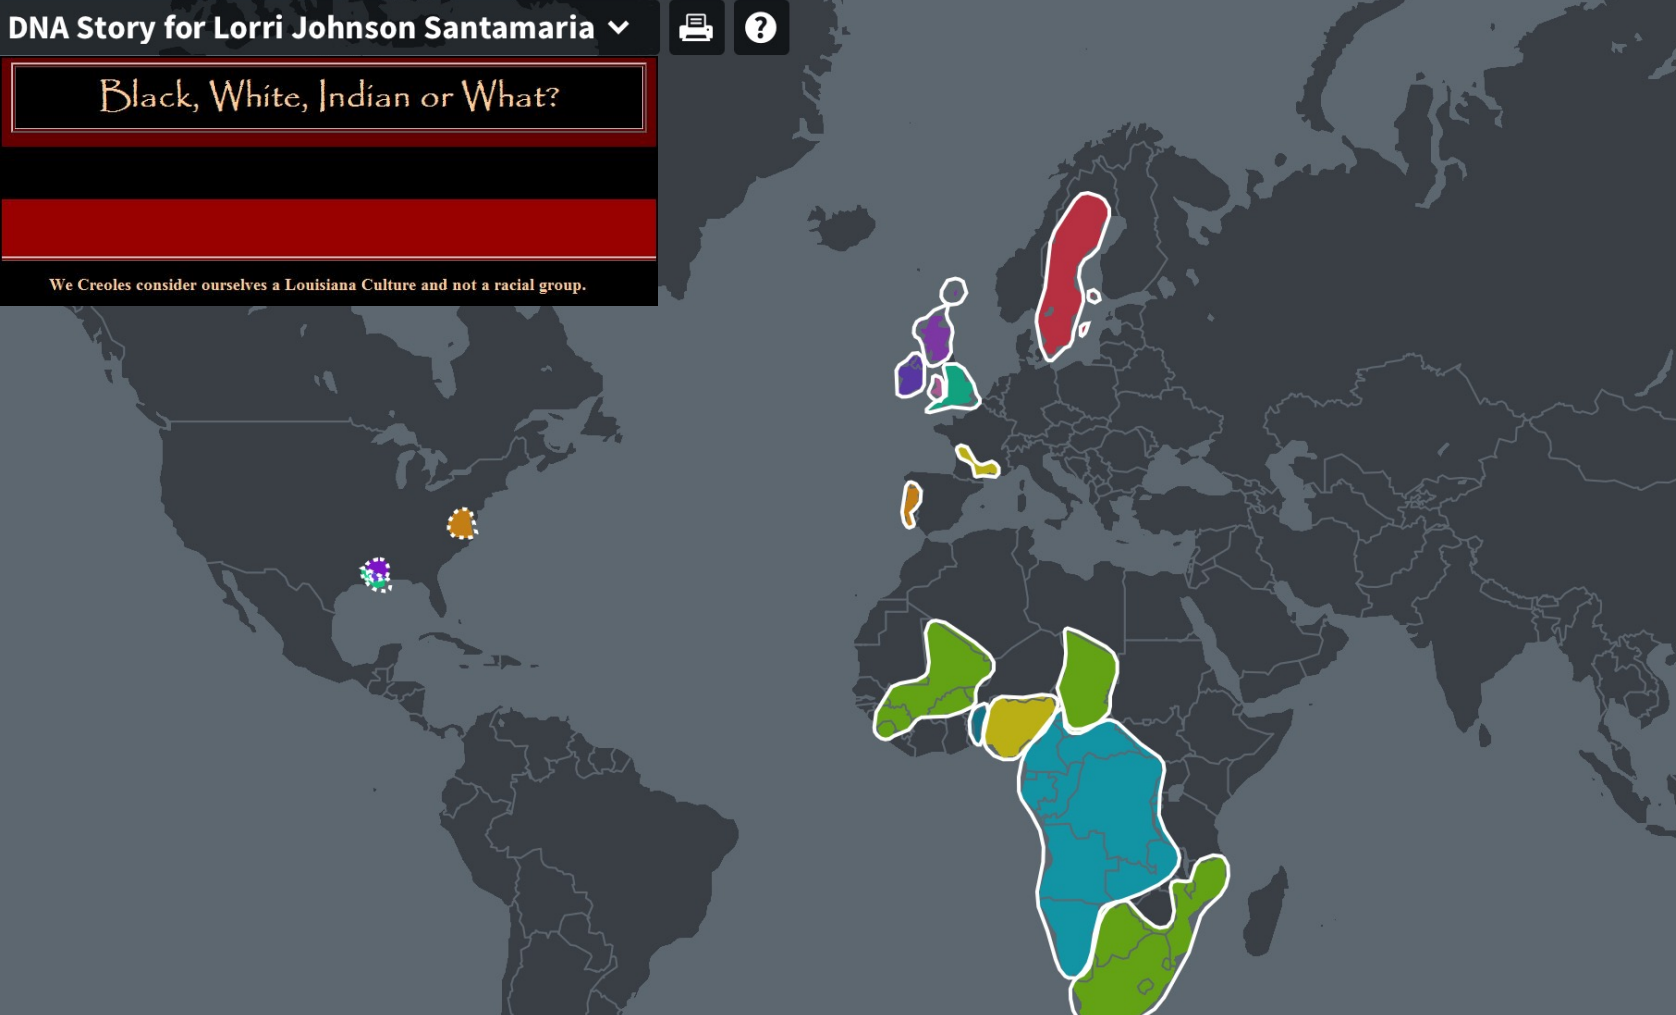 DNA Story for Lorri Johnson Santamaria
?
Black, White, Indian or What?
We Creoles consider ourselves a Louisiana Culture and not a racial group.